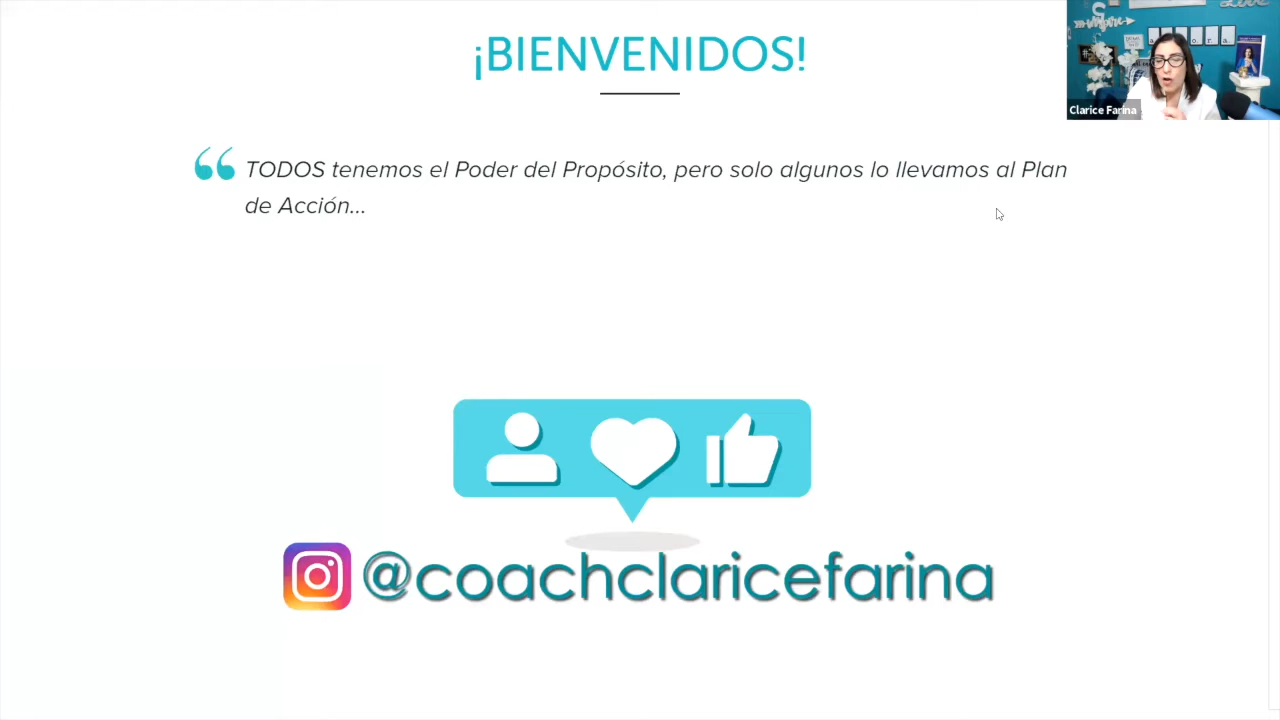 ¡BIENVENIDOS!
Clarice Farina
TODOS tenemos el Poder del Propósito, pero solo algunos lo llevamos al Plan
de Acción...
@coachclaricefarina